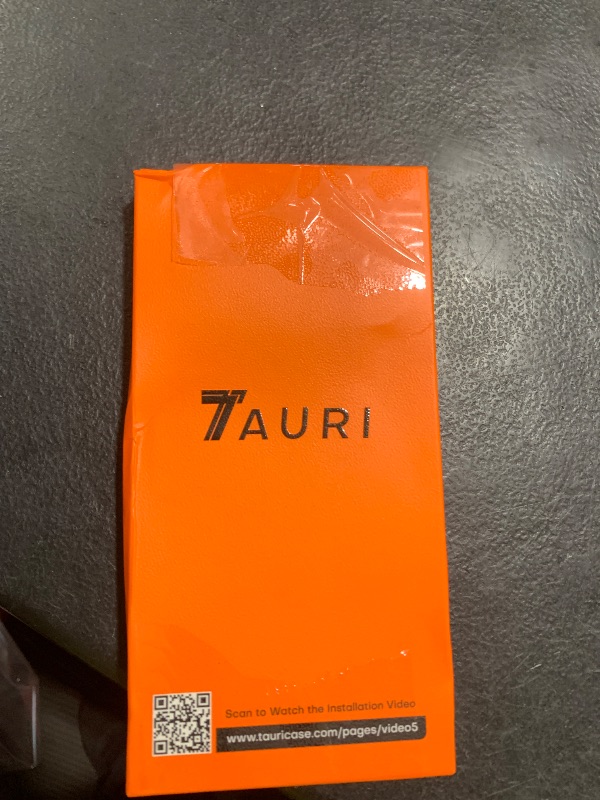 TAURI
Scan to Watch the Installation Video
www.tauricase.com/pages/video5